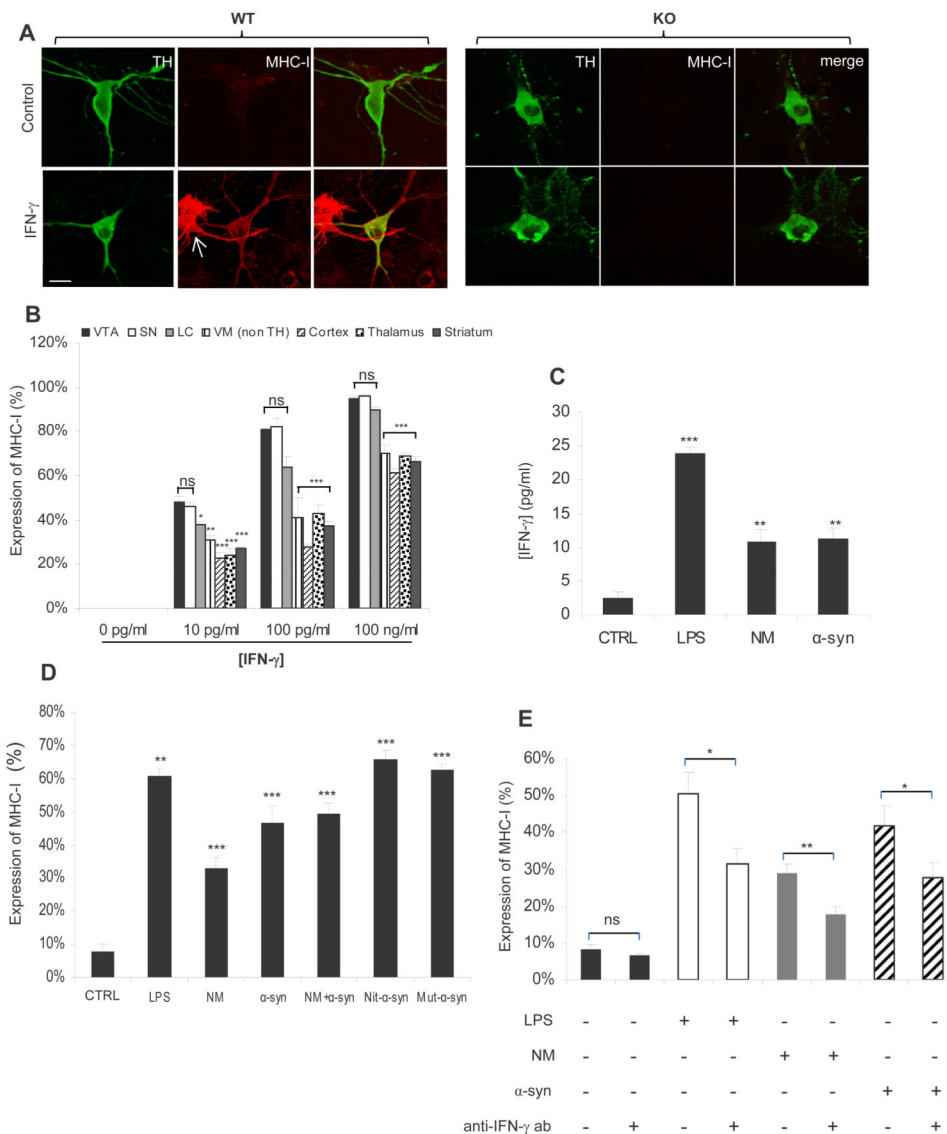 A
WT
KO
TH
MHC-I
TH
MHC-I
merge
Control
IFN-γ
B
VTA SN LC VM (non TH) Cortex Thalamus Striatum
120%
100%
80%
60%
40%
20%
0%
Expression of MHC-I (%)
ns
*
**
***
***
***
ns
***
ns
***
0 pg/ml 10 pg/ml 100 pg/ml 100 ng/ml
[IFN-γ]
C
30
25
20
15
10
5
0
[IFN-γ] (pg/ml)
***
**
**
CTRL LPS NM α-syn
D
80%
70%
60%
50%
40%
30%
20%
10%
0%
Expression of MHC-I (%)
**
***
***
***
***
***
CTRL LPS NM α-syn NM+α-syn Nit-α-syn Mut-α-syn
E
60%
50%
40%
30%
20%
10%
0%
Expression of MHC-I (%)
ns
*
**
*
LPS - - + + - - - -
NM - - - - + + - -
α-syn - - - - - - + +
anti-IFN-γ ab - + - + - + - +